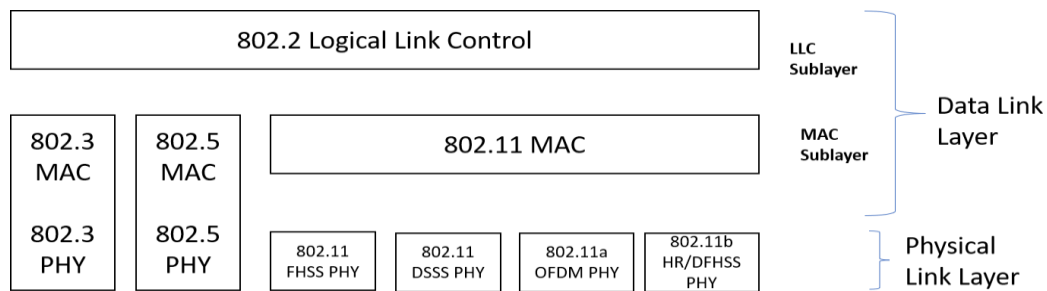 802.2 Logical Link Control
LLC
Sublayer
Data Link
Layer
802.3
MAC
802.3
PHY
802.5
MAC
802.5
PHY
802.11 MAC
MAC
Sublayer
802.11
FHSS PHY
802.11
DSSS PHY
802.11a
OFDM PHY
802.11b
HR/DFHSS
PHY
Physical
Link Layer